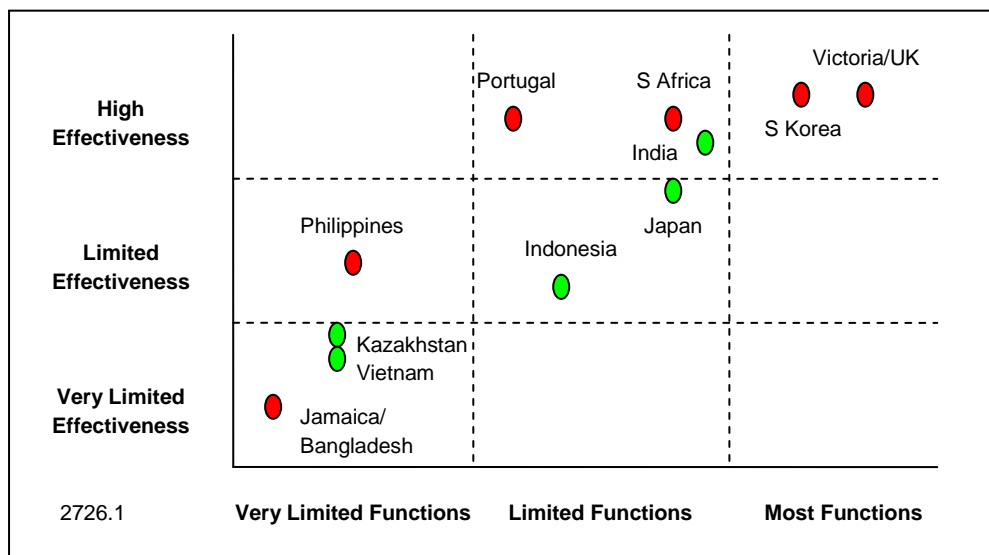 Victoria/UK
Portugal
S Africa
High
Effectiveness
S Korea
India
Philippines
Japan
Limited
Effectiveness
Indonesia
Kazakhstan
Vietnam
Very Limited
Effectiveness
Jamaica/
Bangladesh
2726.1
Very Limited Functions
Limited Functions
Most Functions